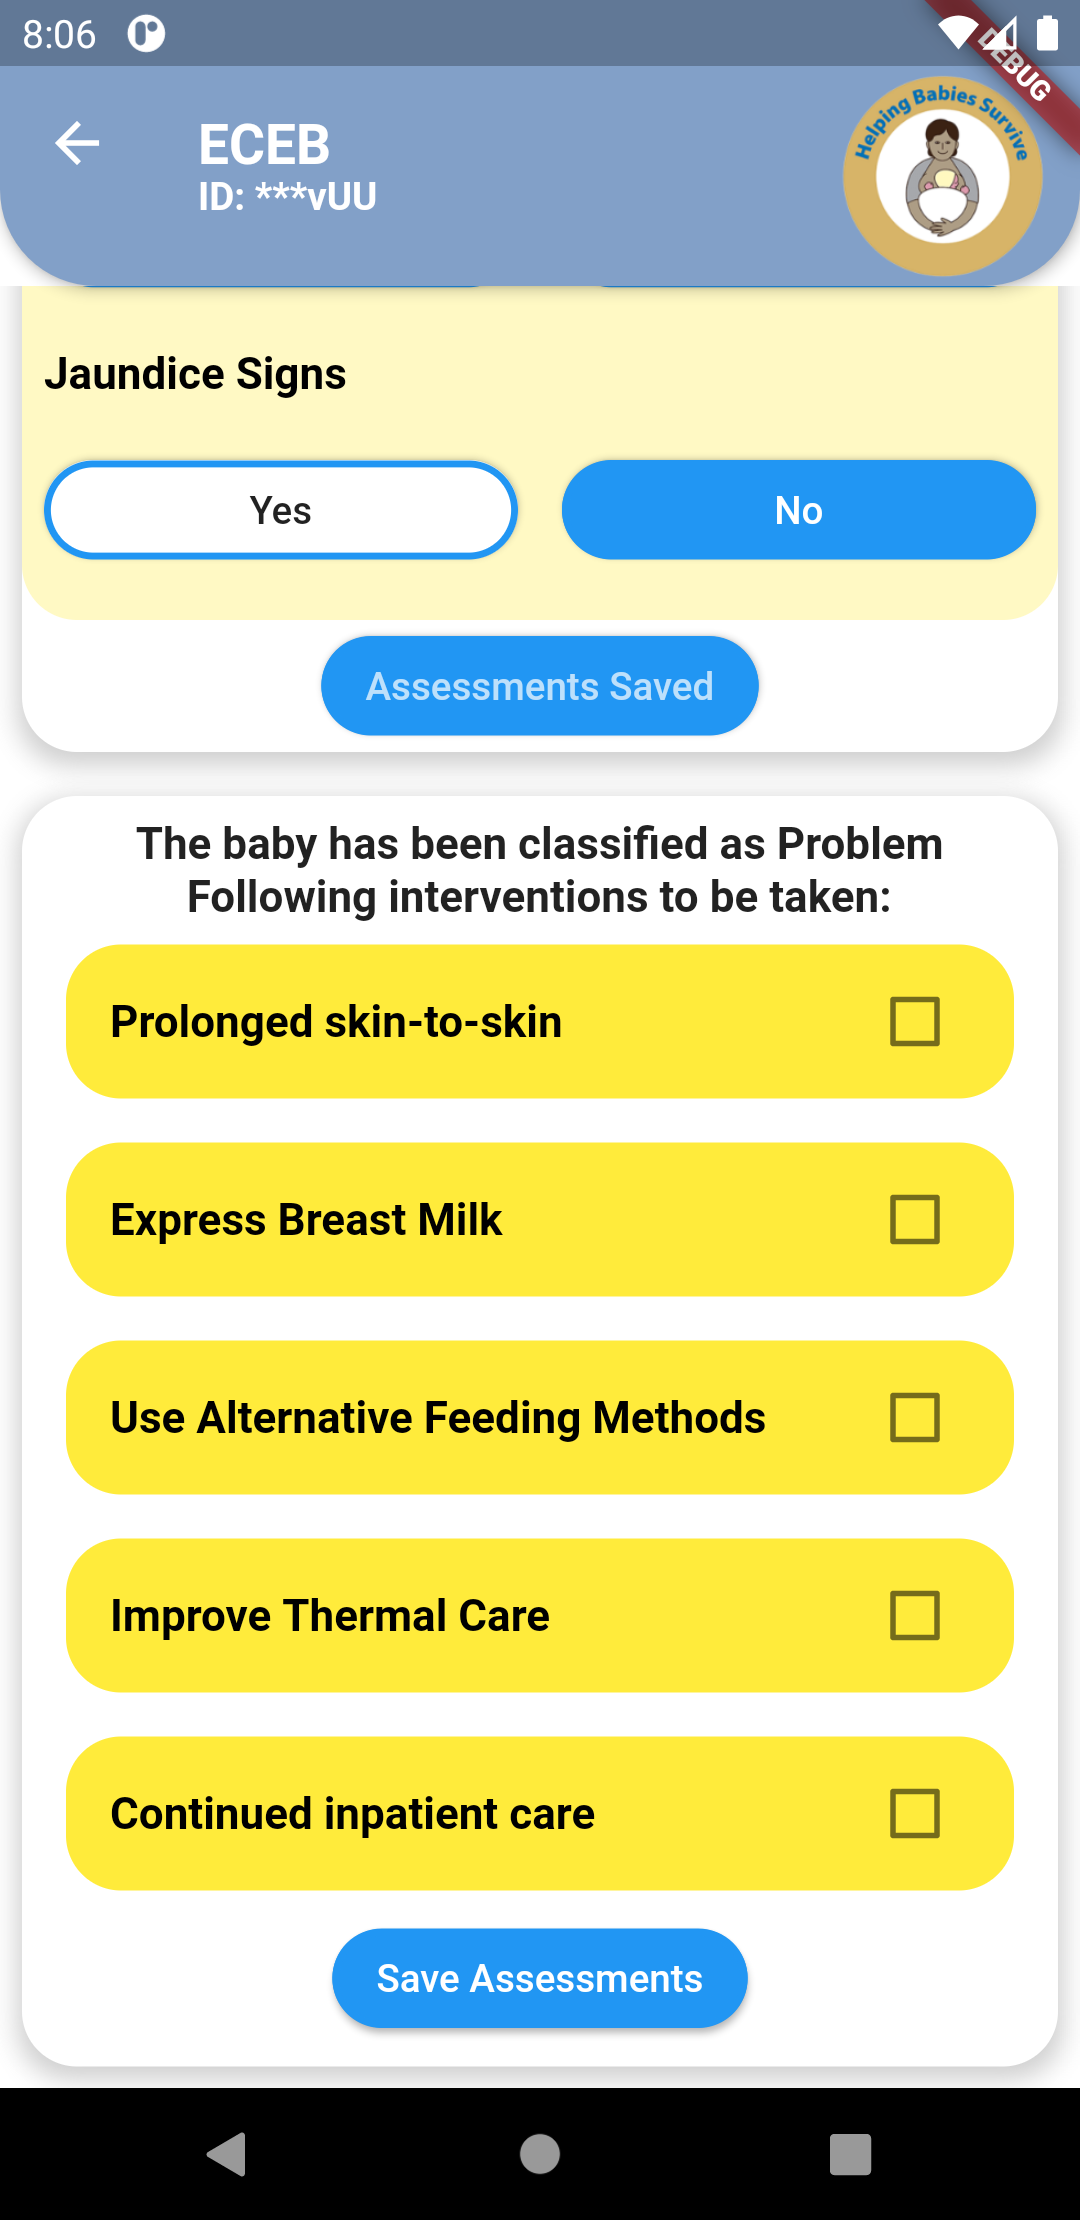 8:06
DEBUG
ECEB
ID: ***vUU
Helping Babies Survive
Jaundice Signs
Yes
No
Assessments Saved
The baby has been classified as Problem
Following interventions to be taken:
Prolonged skin-to-skin
Express Breast Milk
Use Alternative Feeding Methods
Improve Thermal Care
Continued inpatient care
Save Assessments